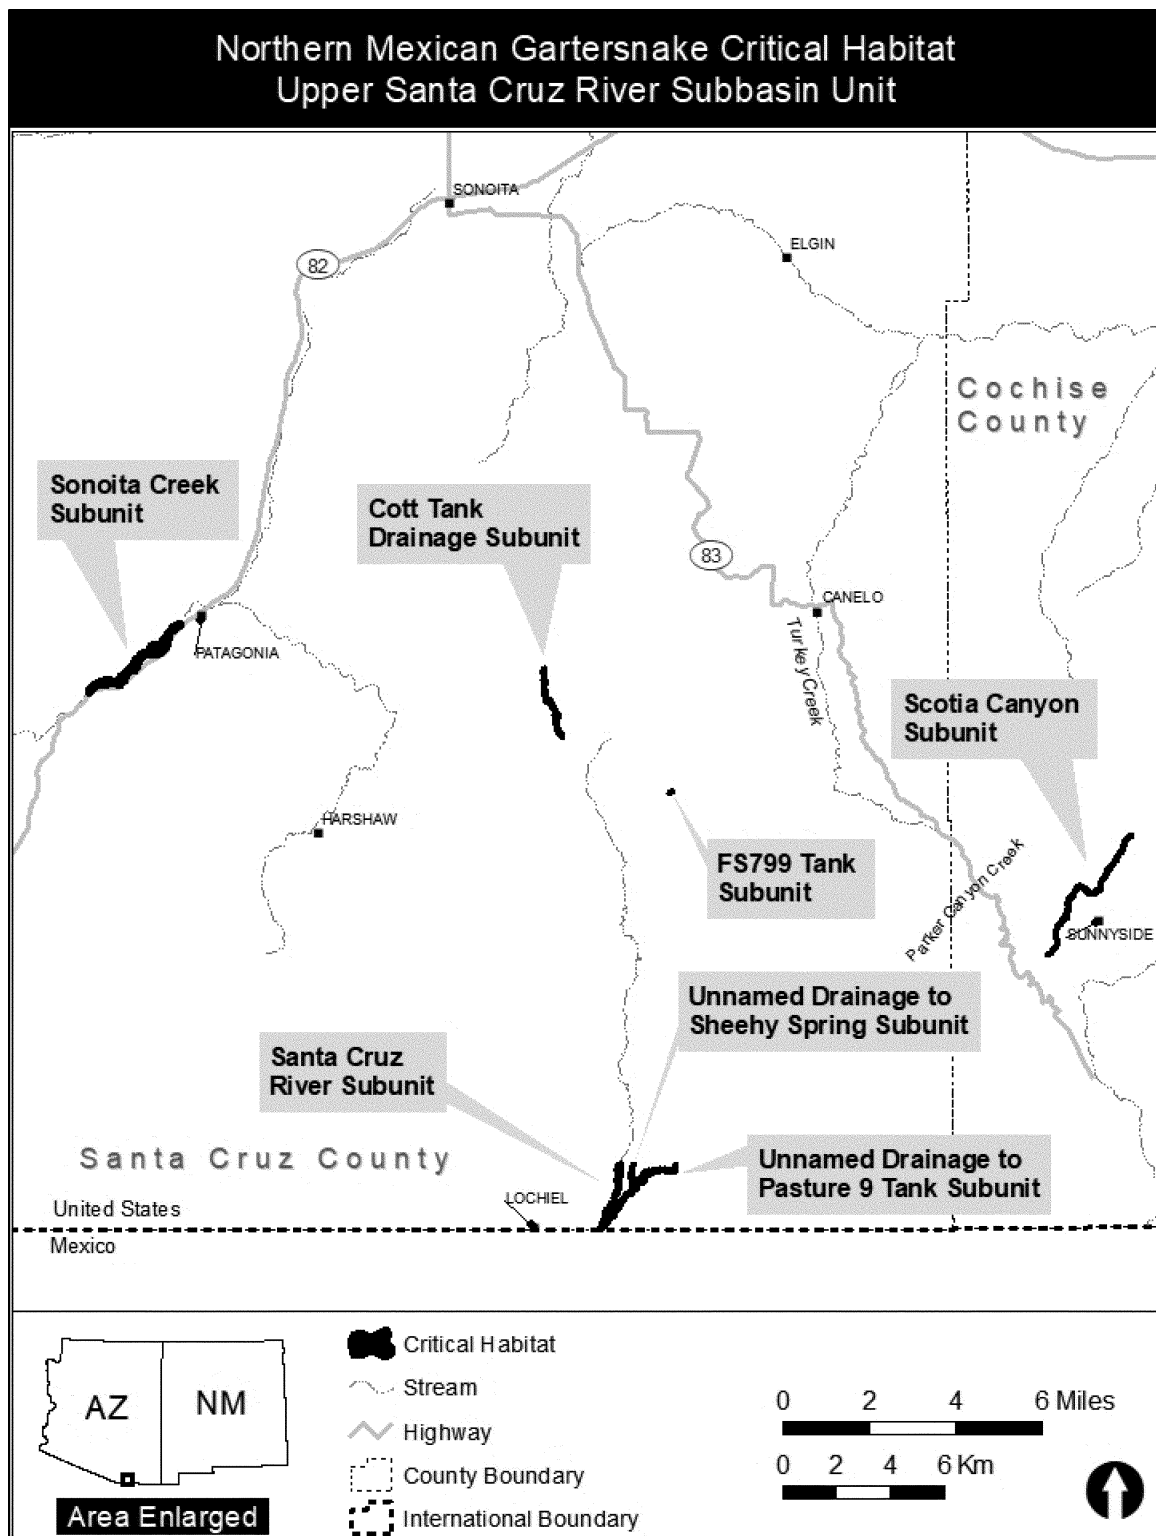 Northern Mexican Gartersnake Critical Habitat
Upper Santa Cruz River Subbasin Unit
SONOITA
ELGIN
82
Cochise
County
Sonoita Creek
Subunit
Cott Tank
Drainage Subunit
83
CANELO
PATAGONIA
Turkey Creek
Scotia Canyon
Subunit
HARSHAW
FS799 Tank
Subunit
Parker Canyon Creek
SUNNYSIDE
Unnamed Drainage to
Sheehy Spring Subunit
Santa Cruz
River Subunit
Santa Cruz County
Unnamed Drainage to
Pasture 9 Tank Subunit
LOCHIEL
United States
Mexico
AZ
NM
Area Enlarged
Critical Habitat
Stream
Highway
County Boundary
International Boundary
0 2 4 6 Miles
0 2 4 6 Km